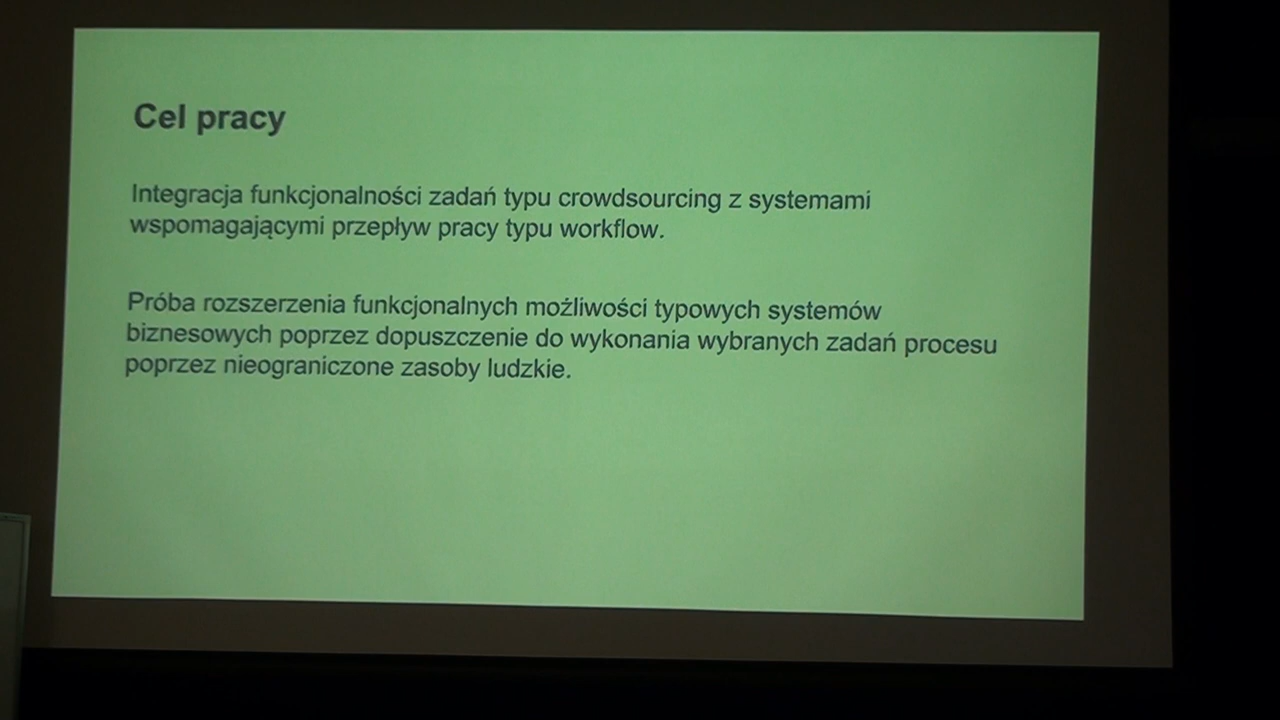 Cel pracy
Integracja funkcjonalności zadań typu crowdsourcing z systemami
wspomagającymi przepływ pracy typu workflow.
Próba rozszerzenia funkcjonalnych możliwości typowych systemów
biznesowych poprzez dopuszczenie do wykonania wybranych zadań procesu
poprzez nieograniczone zasoby ludzkie.